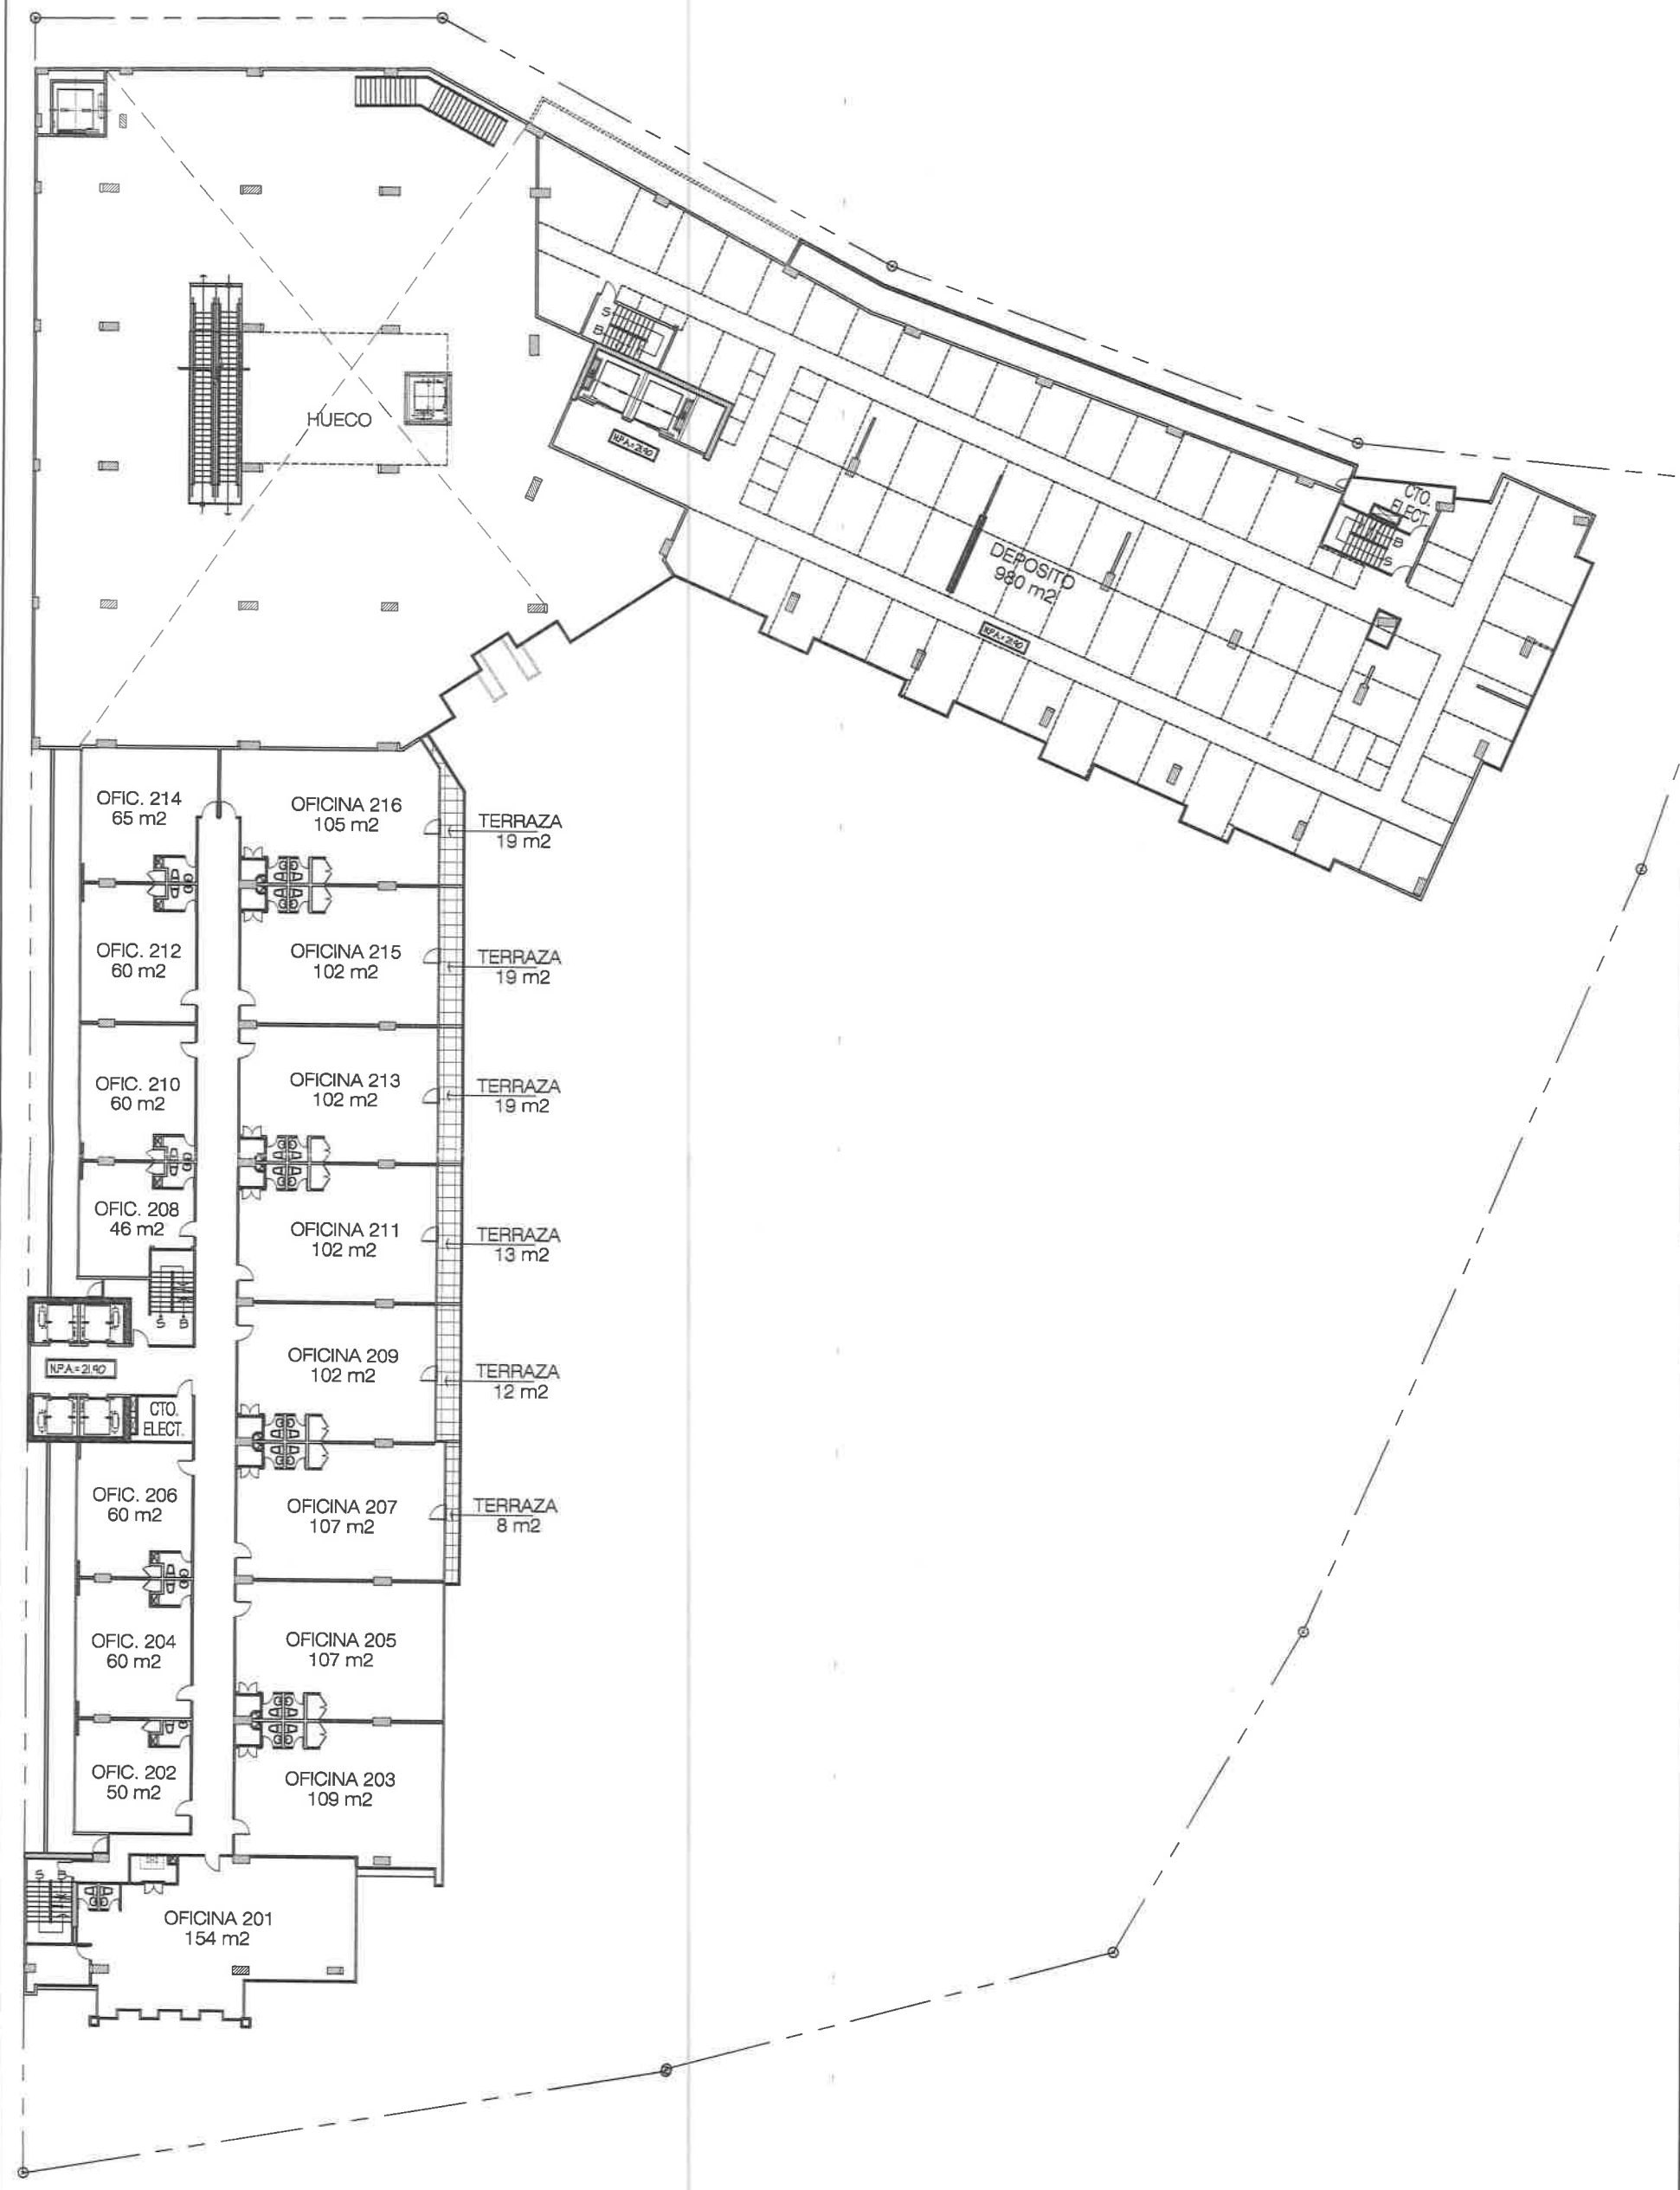 HUECO
S
B
N.P.A.=21.90
CTO.
ELECT.
B
S
DEPOSITO
980 m2
N.P.A.=21.90
OFIC. 214
65 m2
OFICINA 216
105 m2
TERRAZA
19 m2
OFIC. 212
60 m2
OFICINA 215
102 m2
TERRAZA
19 m2
OFIC. 210
60 m2
OFICINA 213
102 m2
TERRAZA
19 m2
OFIC. 208
46 m2
OFICINA 211
102 m2
TERRAZA
13 m2
S B
N.P.A.=21.90
OFICINA 209
102 m2
TERRAZA
12 m2
CTO.
ELECT.
OFIC. 206
60 m2
OFICINA 207
107 m2
TERRAZA
8 m2
OFIC. 204
60 m2
OFICINA 205
107 m2
OFIC. 202
50 m2
OFICINA 203
109 m2
S B
OFICINA 201
154 m2